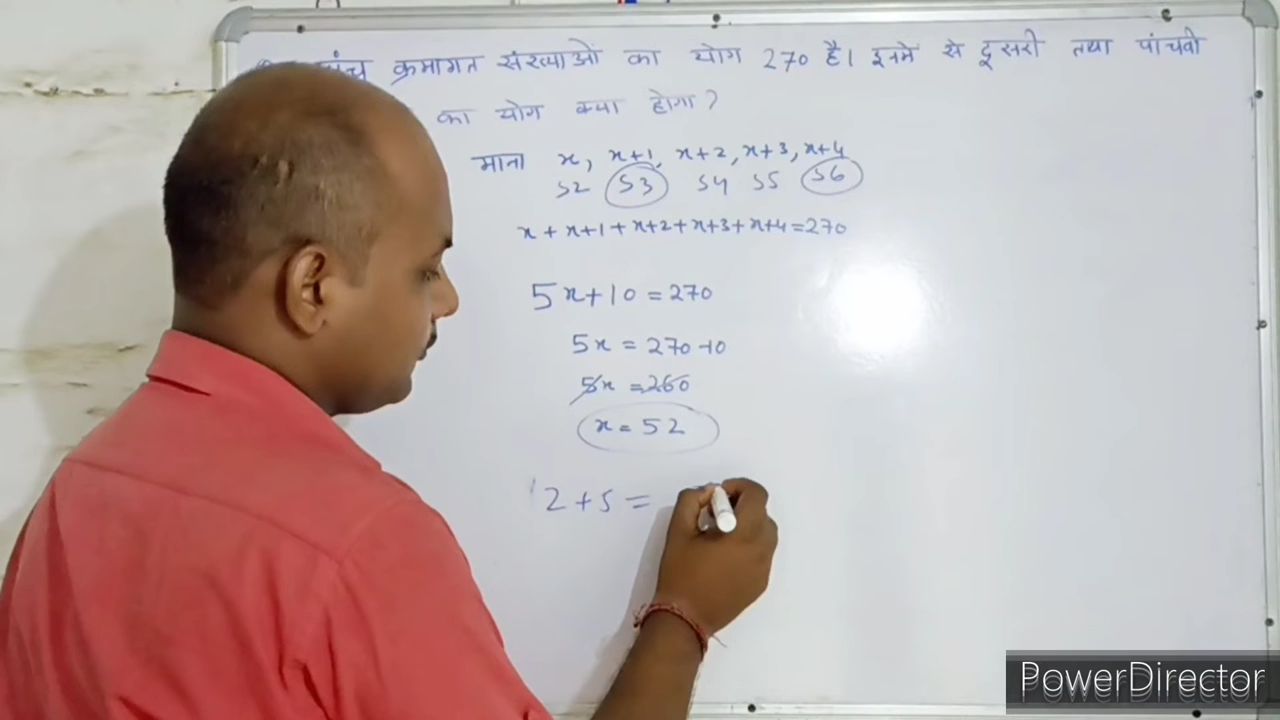 पांच क्रमागत संख्याओं का योग 270 है। इनमें से दूसरी तथा पांचवी
का योग क्या होगा?
माना x, x+1, x+2, x+3, x+4
52 53 54 55 56
x + x+1 + x+2 + x+3 + x+4 = 270
5x+10 = 270
5x = 270-10
5x = 260
x = 52
2+5 =
PowerDirector